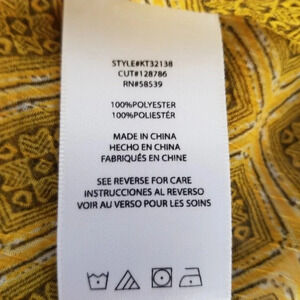 STYLE#KT32138
CUT#128786
RN#58539
100%POLYESTER
100%POLIESTÉR
MADE IN CHINA
HECHO EN CHINA
FABRIQUÉS EN CHINE
SEE REVERSE FOR CARE
INSTRUCCIONES AL REVERSO
VOIR AU VERSO POUR LES SOINS